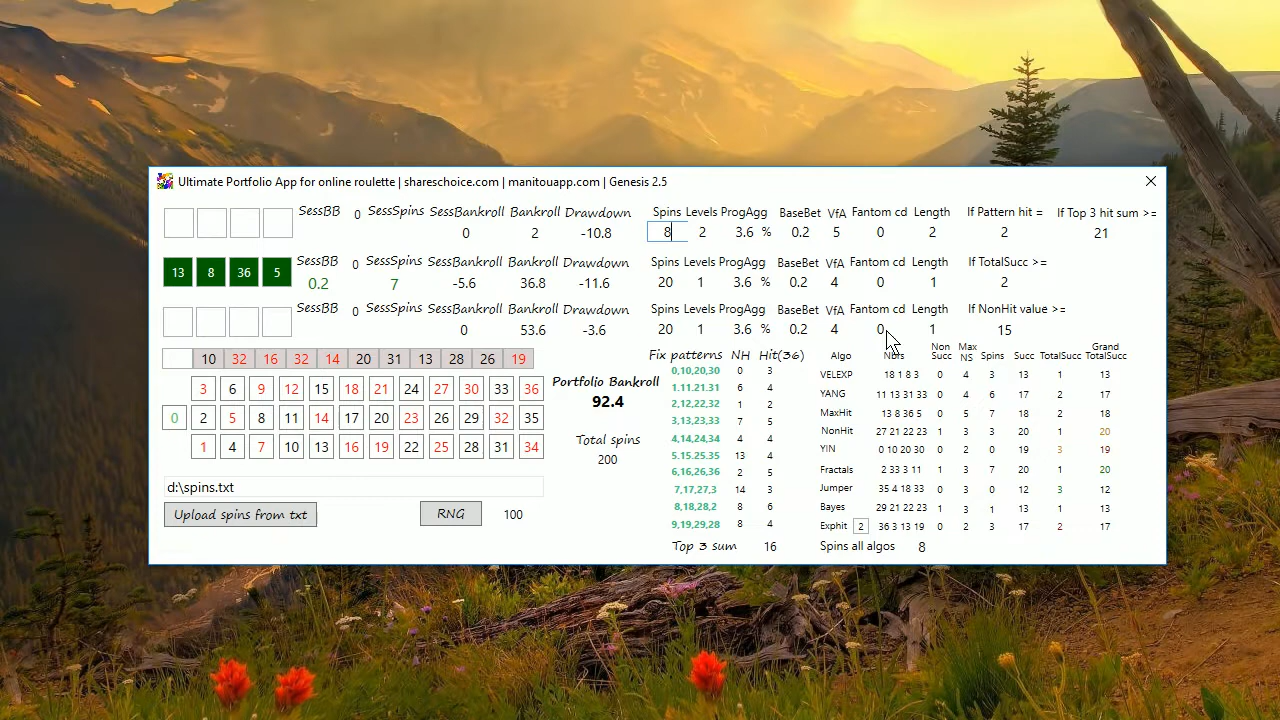 Ultimate Portfolio App for online roulette | shareschoice.com | manitouapp.com | Genesis 2.5
SessBB 0 SessSpins SessBankroll Bankroll Drawdown Spins Levels ProgAgg BaseBet VfA Fantom cd Length If Pattern hit = If Top 3 hit sum >=
0 2 -10.8 8 2 3.6 % 0.2 5 0 2 2 21
SessBB 0 SessSpins SessBankroll Bankroll Drawdown Spins Levels ProgAgg BaseBet VfA Fantom cd Length If TotalSucc >=
13 8 36 5 0.2 7 -5.6 36.8 -11.6 20 1 3.6 % 0.2 4 0 1 2
SessBB 0 SessSpins SessBankroll Bankroll Drawdown Spins Levels ProgAgg BaseBet VfA Fantom cd Length If NonHit value >=
0 53.6 -3.6 20 1 3.6 % 0.2 4 0 1 15
10 32 16 32 14 20 31 13 28 26 19
3 6 9 12 15 18 21 24 27 30 33 36
0 2 5 8 11 14 17 20 23 26 29 32 35
1 4 7 10 13 16 19 22 25 28 31 34
d:\spins.txt
Upload spins from txt RNG 100
Portfolio Bankroll
92.4
Total spins
200
Fix patterns NH Hit(36)
0,10,20,30 0 3
1.11.21.31 6 4
2,12,22,32 1 2
3,13,23,33 7 5
4,14,24,34 4 4
5.15.25.35 13 4
6,16,26,36 2 5
7,17,27,3 14 3
8,18,28,2 8 6
9,19,29,28 8 4
Top 3 sum 16
Algo Nbrs Non Succ Max NS Spins Succ TotalSucc Grand TotalSucc
VELEXP 18 1 8 3 0 4 3 13 1 13
YANG 11 13 31 33 0 4 6 17 2 17
MaxHit 13 8 36 5 0 5 7 18 2 18
NonHit 27 21 22 23 1 3 3 20 1 20
YIN 0 10 20 30 0 2 0 19 3 19
Fractals 2 33 3 11 1 3 7 20 1 20
Jumper 35 4 18 33 0 3 0 12 3 12
Bayes 29 21 22 23 1 3 1 13 1 13
Exphit 2 36 3 13 19 0 2 3 17 2 17
Spins all algos 8